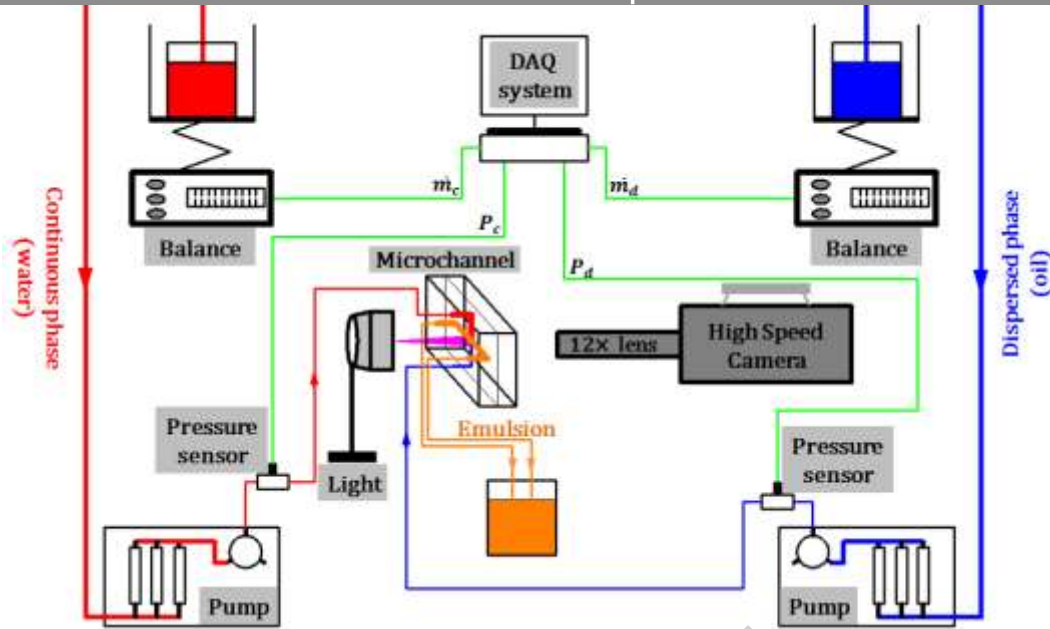 DAQ
system
ṁc
ṁd
Balance
Balance
Pc
Pd
Continuous phase
(water)
Dispersed phase
(oil)
Microchannel
12× lens
High Speed
Camera
Pressure
sensor
Emulsion
Light
Pressure
sensor
Pump
Pump